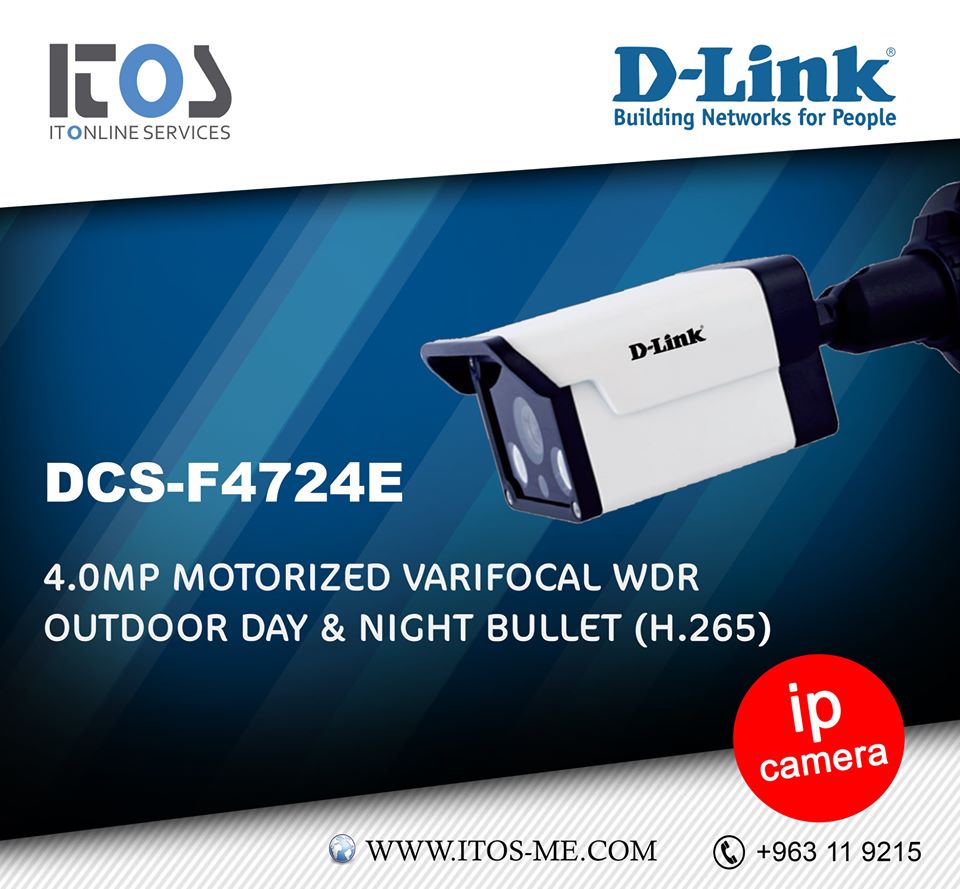 ITOS
IT ONLINE SERVICES
D-Link®
Building Networks for People
D-Link®
DCS-F4724E
4.0MP MOTORIZED VARIFOCAL WDR
OUTDOOR DAY & NIGHT BULLET (H.265)
ip
camera
WWW.ITOS-ME.COM
+963 11 9215